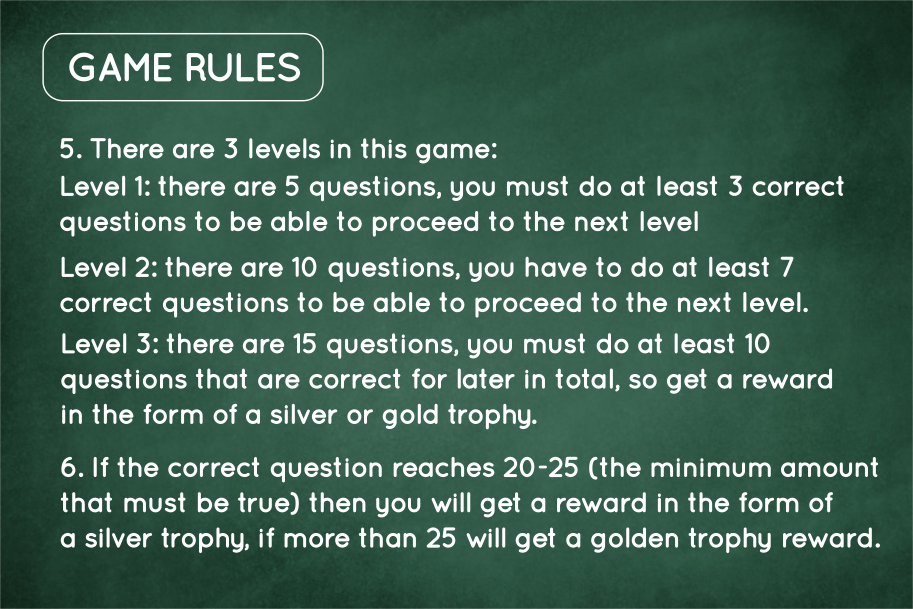 GAME RULES
5. There are 3 levels in this game:
Level 1: there are 5 questions, you must do at least 3 correct
questions to be able to proceed to the next level
Level 2: there are 10 questions, you have to do at least 7
correct questions to be able to proceed to the next level.
Level 3: there are 15 questions, you must do at least 10
questions that are correct for later in total, so get a reward
in the form of a silver or gold trophy.
6. If the correct question reaches 20-25 (the minimum amount
that must be true) then you will get a reward in the form of
a silver trophy, if more than 25 will get a golden trophy reward.